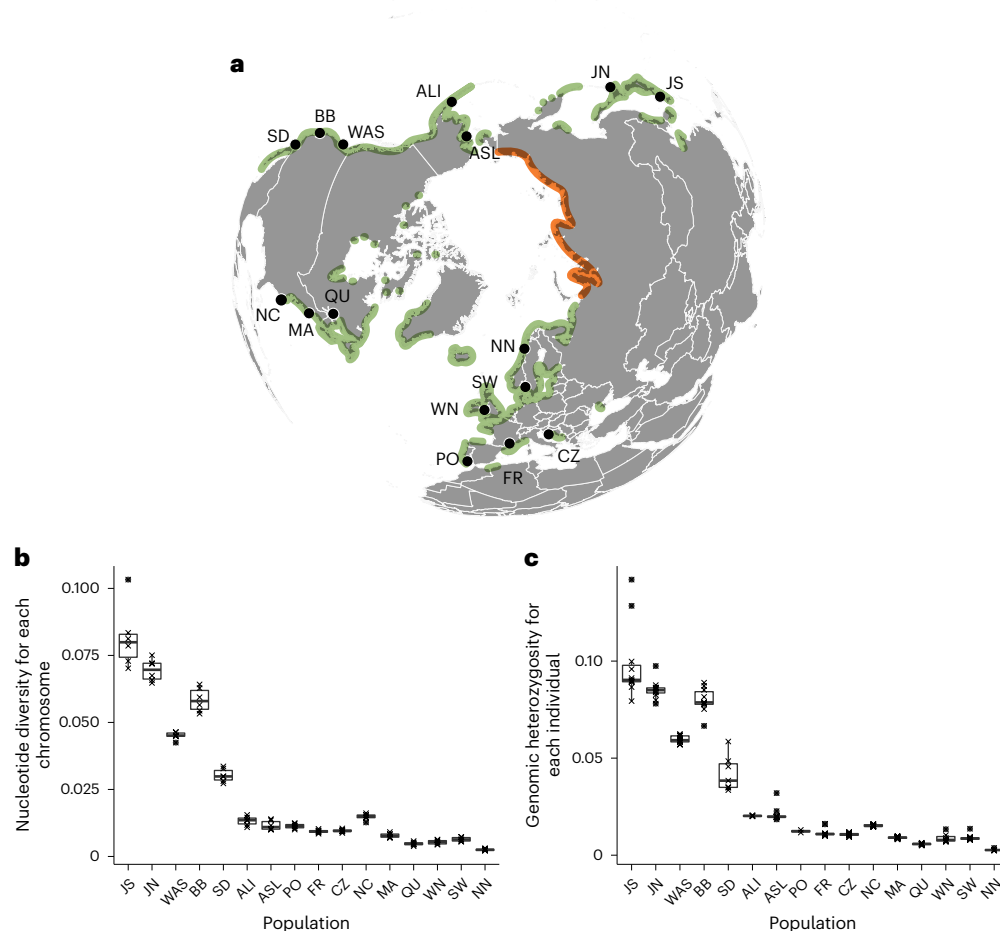 a
ALI
JN
JS
BB
SD
WAS
ASL
QU
NC
MA
NN
SW
WN
PO
CZ
FR
b
c
Nucleotide diversity for each
chromosome
0.100
0.075
0.050
0.025
0
JS JN WAS BB SD ALI ASL PO FR CZ NC MA QU WN SW NN
Population
Genomic heterozygosity for
each individual
0.10
0.05
0
JS JN WAS BB SD ALI ASL PO FR CZ NC MA QU WN SW NN
Population